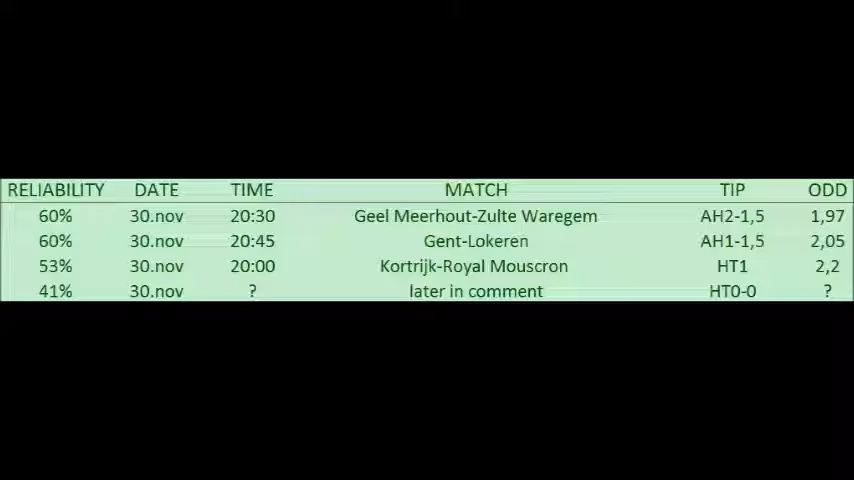 RELIABILITY DATE TIME MATCH TIP ODD
60% 30.nov 20:30 Geel Meerhout-Zulte Waregem AH2-1,5 1,97
60% 30.nov 20:45 Gent-Lokeren AH1-1,5 2,05
53% 30.nov 20:00 Kortrijk-Royal Mouscron HT1 2,2
41% 30.nov ? later in comment HT0-0 ?